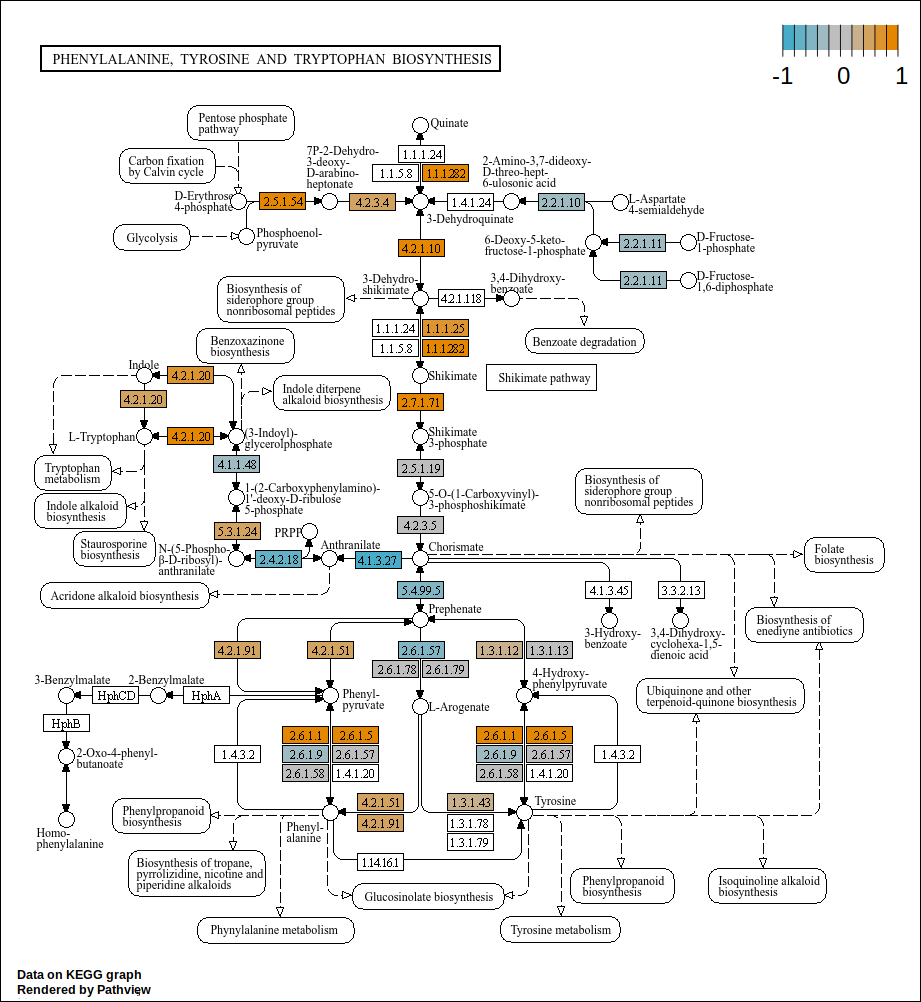 PHENYLALANINE, TYROSINE AND TRYPTOPHAN BIOSYNTHESIS
-1
0
1
Pentose phosphate
pathway
Quinate
Carbon fixation
by Calvin cycle
7P-2-Dehydro-
3-deoxy-
D-arabino-
heptonate
1.1.1.24
1.1.5.8
1.1.1.282
2-Amino-3,7-dideoxy-
D-threo-hept-
6-ulosonic acid
D-Erythrose
4-phosphate
2.5.1.54
4.2.3.4
1.4.1.24
2.2.1.10
L-Aspartate
4-semialdehyde
3-Dehydroquinate
Glycolysis
Phosphoenol-
pyruvate
4.2.1.10
6-Deoxy-5-keto-
fructose-1-phosphate
2.2.1.11
D-Fructose-
1-phosphate
2.2.1.11
D-Fructose-
1,6-diphosphate
Biosynthesis of
siderophore group
nonribosomal peptides
3-Dehydro-
shikimate
4.2.1.118
3,4-Dihydroxy-
benzoate
1.1.1.24
1.1.1.25
1.1.5.8
1.1.1.282
Benzoate degradation
Benzoxazinone
biosynthesis
Indole
4.2.1.20
4.2.1.20
Indole diterpene
alkaloid biosynthesis
Shikimate
Shikimate pathway
2.7.1.71
L-Tryptophan
4.2.1.20
(3-Indoyl)-
glycerolphosphate
Shikimate
3-phosphate
Tryptophan
metabolism
4.1.1.48
2.5.1.19
Indole alkaloid
biosynthesis
1-(2-Carboxyphenylamino)-
1'-deoxy-D-ribulose
5-phosphate
5-O-(1-Carboxyvinyl)-
3-phosphoshikimate
Biosynthesis of
siderophore group
nonribosomal peptides
Staurosporine
biosynthesis
5.3.1.24
PRPP
4.2.3.5
N-(5-Phospho-
β-D-ribosyl)-
anthranilate
2.4.2.18
Anthranilate
4.1.3.27
Chorismate
Folate
biosynthesis
Acridone alkaloid biosynthesis
5.4.99.5
4.1.3.45
3.3.2.13
Prephenate
3-Hydroxy-
benzoate
3,4-Dihydroxy-
cyclohexa-1,5-
dienoic acid
Biosynthesis of
enediyne antibiotics
4.2.1.91
4.2.1.51
2.6.1.57
2.6.1.78
2.6.1.79
1.3.1.12
1.3.1.13
3-Benzylmalate
2-Benzylmalate
HphCD
HphA
Phenyl-
pyruvate
L-Arogenate
4-Hydroxy-
phenylpyruvate
Ubiquinone and other
terpenoid-quinone biosynthesis
HphB
2-Oxo-4-phenyl-
butanoate
1.4.3.2
2.6.1.1
2.6.1.5
2.6.1.9
2.6.1.57
2.6.1.58
1.4.1.20
2.6.1.1
2.6.1.5
2.6.1.9
2.6.1.57
2.6.1.58
1.4.1.20
1.4.3.2
Homo-
phenylalanine
Phenylpropanoid
biosynthesis
Phenyl-
alanine
4.2.1.51
4.2.1.91
1.3.1.43
1.3.1.78
1.3.1.79
Tyrosine
1.14.16.1
Biosynthesis of tropane,
pyrrolizidine, nicotine and
piperidine alkaloids
Glucosinolate biosynthesis
Phenylpropanoid
biosynthesis
Isoquinoline alkaloid
biosynthesis
Phynylalanine metabolism
Tyrosine metabolism
Data on KEGG graph
Rendered by Pathview